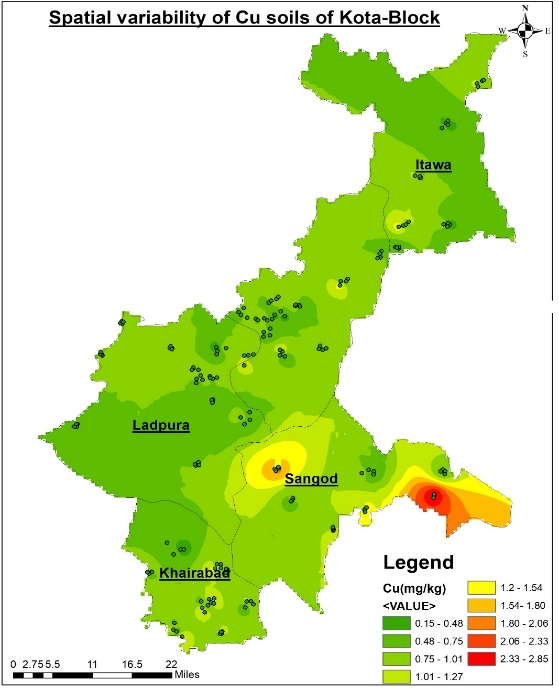 Spatial variability of Cu soils of Kota-Block
N
W E
S
Itawa
Ladpura
Sangod
Khairabad
Legend
Cu(mg/kg)
<VALUE>
0.15 - 0.48
0.48 - 0.75
0.75 - 1.01
1.01 - 1.27
1.2 - 1.54
1.54- 1.80
1.80 - 2.06
2.06 - 2.33
2.33 - 2.85
0 2.75 5.5 11 16.5 22
Miles